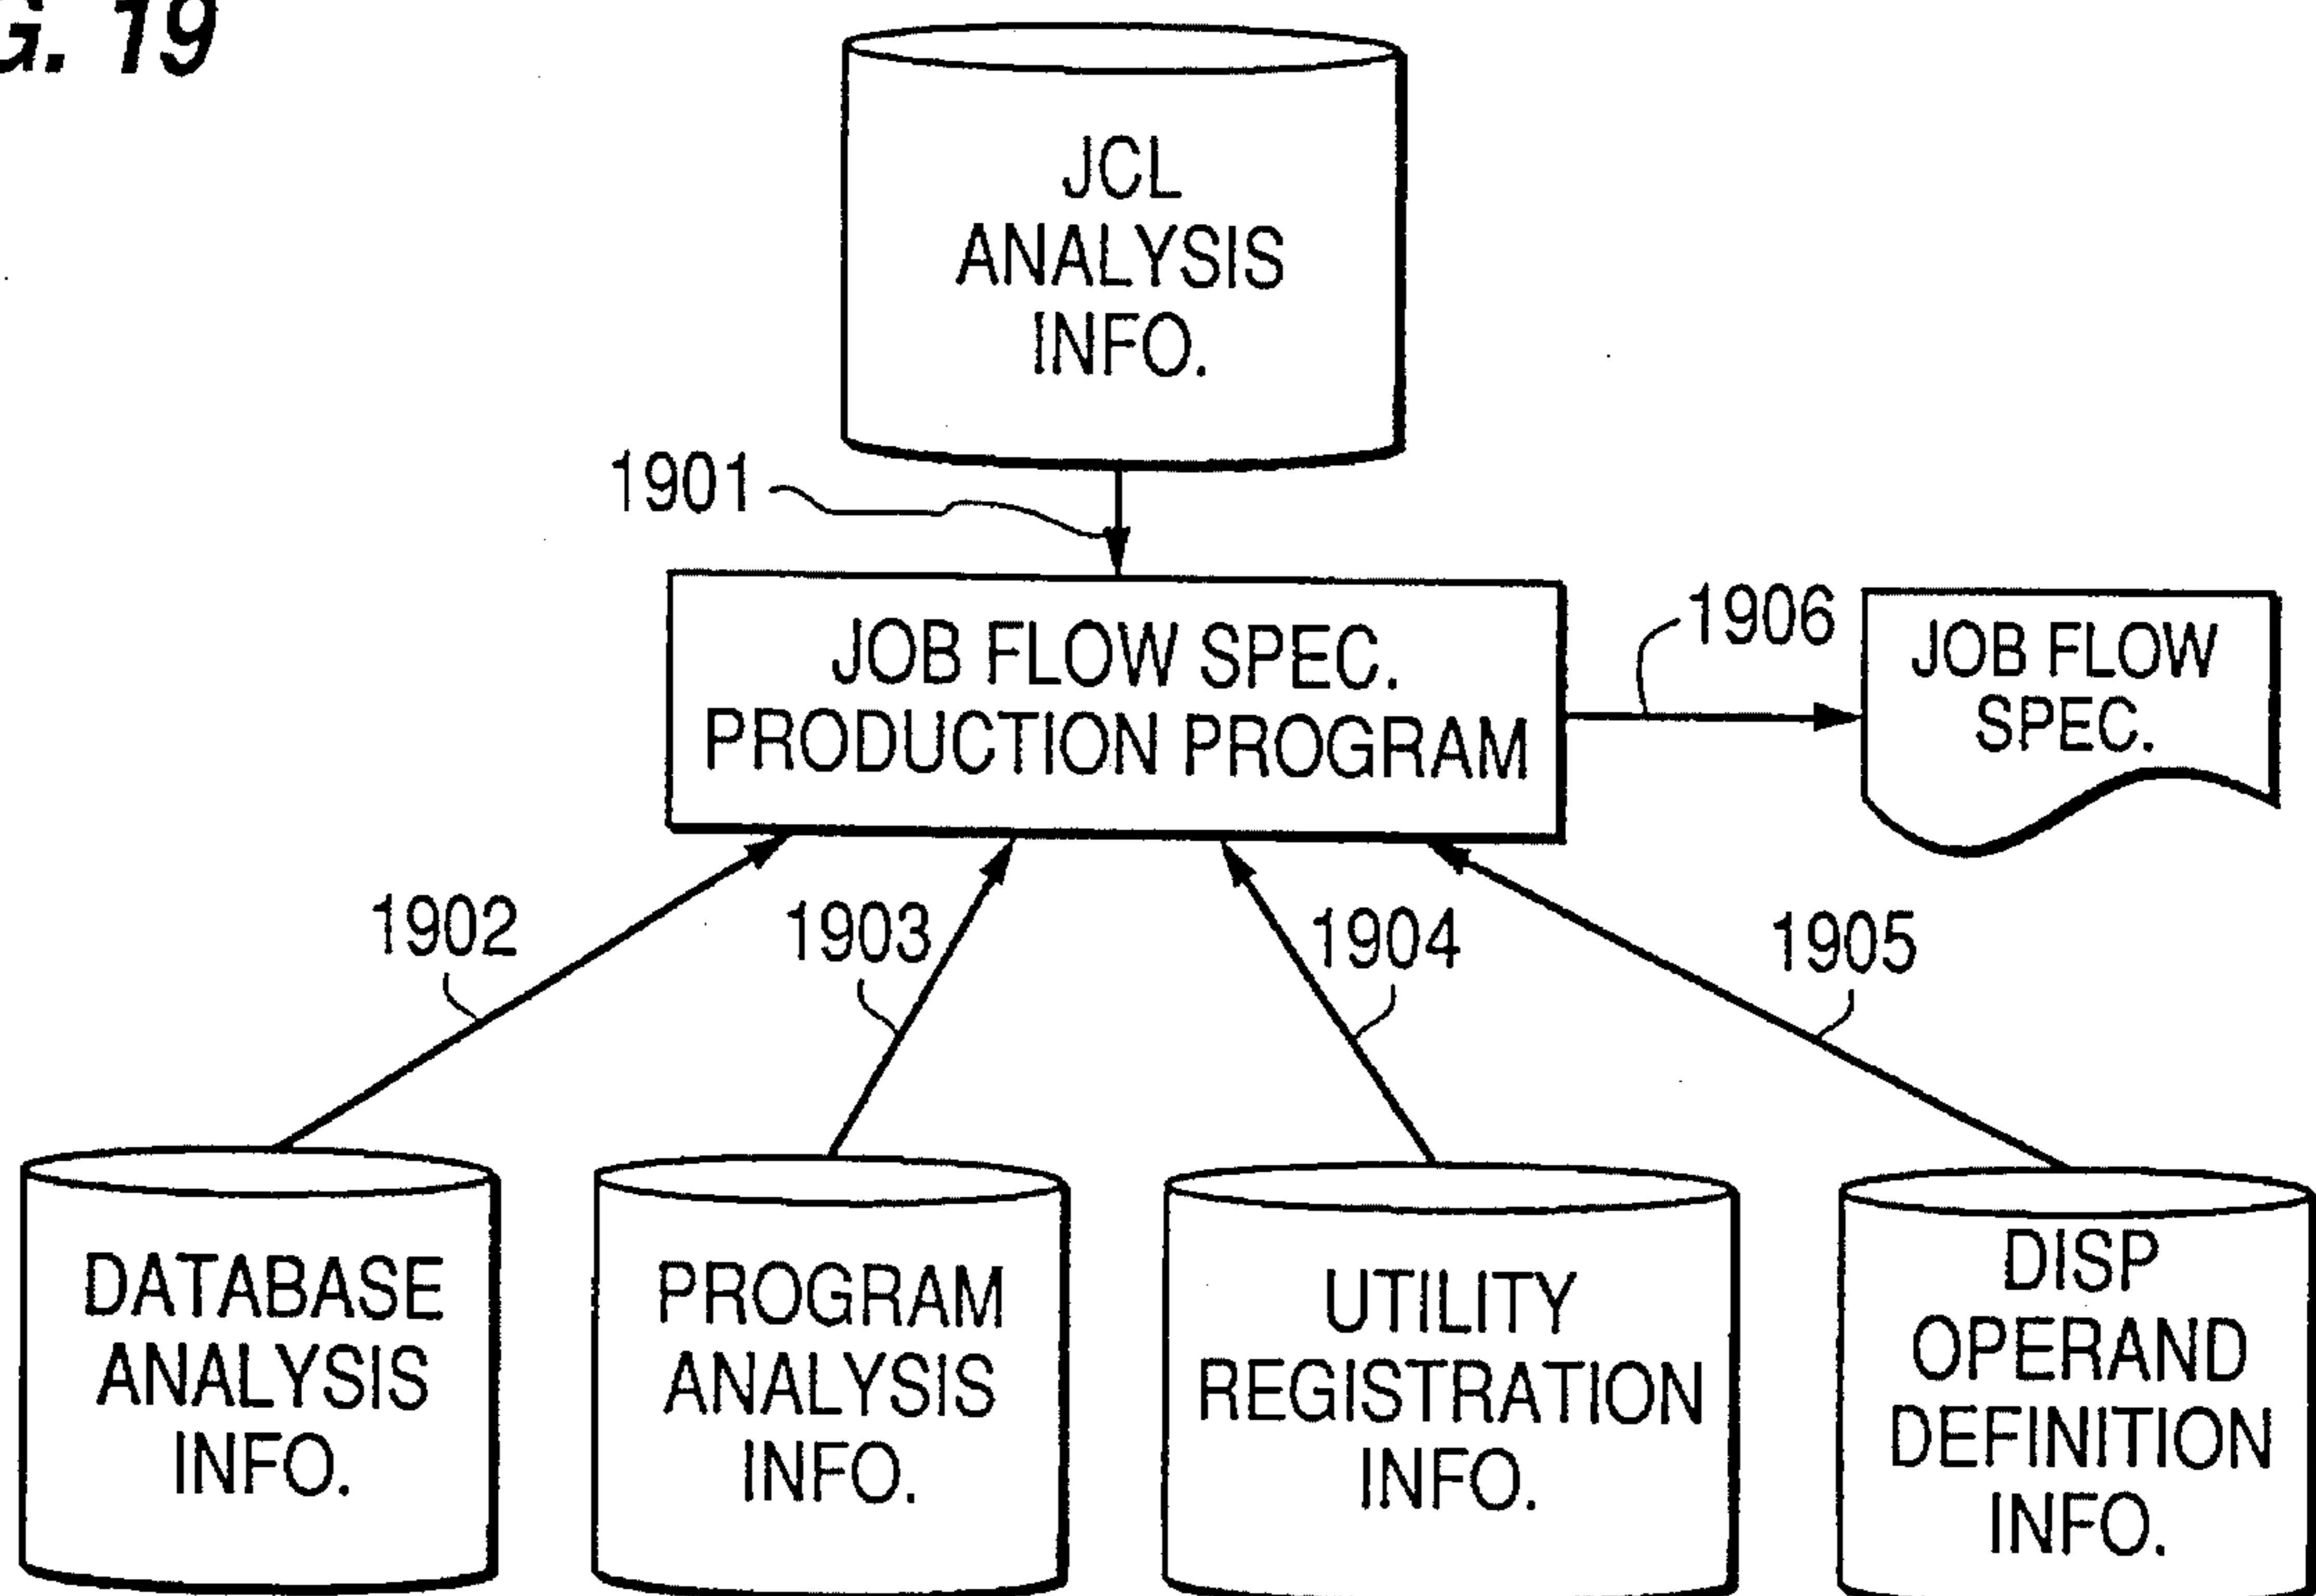 G. 19
JCL
ANALYSIS
INFO.
1901
JOB FLOW SPEC.
PRODUCTION PROGRAM
1906
JOB FLOW
SPEC.
1902
1903
1904
1905
DATABASE
ANALYSIS
INFO.
PROGRAM
ANALYSIS
INFO.
UTILITY
REGISTRATION
INFO.
DISP
OPERAND
DEFINITION
INFO.